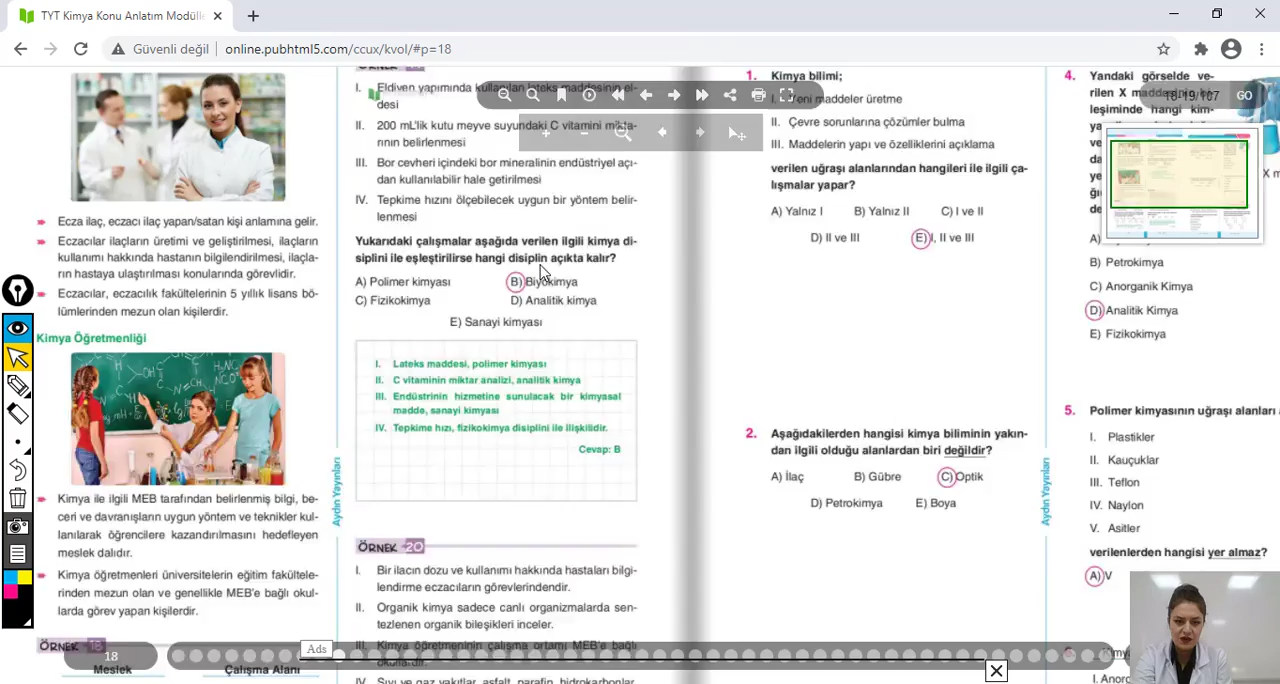 TYT Kimya Konu Anlatım Modüll
Güvenli değil
online.pubhtml5.com/ccux/kvol/#p=18
Ecza ilaç, eczacı ilaç yapan/satan kişi anlamına gelir.
Eczacılar ilaçların üretimi ve geliştirilmesi, ilaçların
kullanımı hakkında hastanın bilgilendirilmesi, ilaçla-
rın hastaya ulaştırılması konularında görevlidir.
Eczacılar, eczacılık fakültelerinin 5 yıllık lisans bö-
lümlerinden mezun olan kişilerdir.
Kimya Öğretmenliği
Kimya ile ilgili MEB tarafından belirlenmiş bilgi, be-
ceri ve davranışların uygun yöntem ve teknikler kul-
lanılarak öğrencilere kazandırılmasını hedefleyen
meslek dalıdır.
Kimya öğretmenleri üniversitelerin eğitim fakültele-
rinden mezun olan ve genellikle MEB'e bağlı okul-
larda görev yapan kişilerdir.
ÖRNEK 18
18
Meslek Çalışma Alanı
Aydın Yayınları
I. Eldiven yapımında kullanılan lateks maddesinin el-
desi
II. 200 mL'lik kutu meyve suyundaki C vitamini mikta-
rının belirlenmesi
III. Bor cevheri içindeki bor mineralinin endüstriyel açı-
dan kullanılabilir hale getirilmesi
IV. Tepkime hızını ölçebilecek uygun bir yöntem belir-
lenmesi
Yukarıdaki çalışmalar aşağıda verilen ilgili kimya di-
siplini ile eşleştirilirse hangi disiplin açıkta kalır?
A) Polimer kimyası B) Biyokimya
C) Fizikokimya D) Analitik kimya
E) Sanayi kimyası
I. Lateks maddesi, polimer kimyası
II. C vitaminin miktar analizi, analitik kimya
III. Endüstrinin hizmetine sunulacak bir kimyasal
madde, sanayi kimyası
IV. Tepkime hızı, fizikokimya disiplini ile ilişkilidir.
Cevap: B
ÖRNEK 20
I. Bir ilacın dozu ve kullanımı hakkında hastaları bilgi-
lendirme eczacıların görevlerindendir.
II. Organik kimya sadece canlı organizmalarda sen-
tezlenen organik bileşikleri inceler.
III. Kimya öğretmeninin çalışma ortamı MEB'e bağlı
okullardır.
IV. Sıvı ve gaz yakıtlar, asfalt, parafin, hidrokarbonlar,
Ads
1. Kimya bilimi;
I. Yeni maddeler üretme
II. Çevre sorunlarına çözümler bulma
III. Maddelerin yapı ve özelliklerini açıklama
verilen uğraşı alanlarından hangileri ile ilgili ça-
lışmalar yapar?
A) Yalnız I B) Yalnız II C) I ve II
D) II ve III E) I, II ve III
2. Aşağıdakilerden hangisi kimya biliminin yakın-
dan ilgili olduğu alanlardan biri değildir?
A) İlaç B) Gübre C) Optik
D) Petrokimya E) Boya
Aydın Yayınları
18-19/167 GO
4. Yandaki görselde ve-
rilen X maddesinin
leşiminde hangi kim-
B) Petrokimya
C) Anorganik Kimya
D) Analitik Kimya
E) Fizikokimya
5. Polimer kimyasının uğraşı alanları
I. Plastikler
II. Kauçuklar
III. Teflon
IV. Naylon
V. Asitler
verilenlerden hangisi yer almaz?
A) V